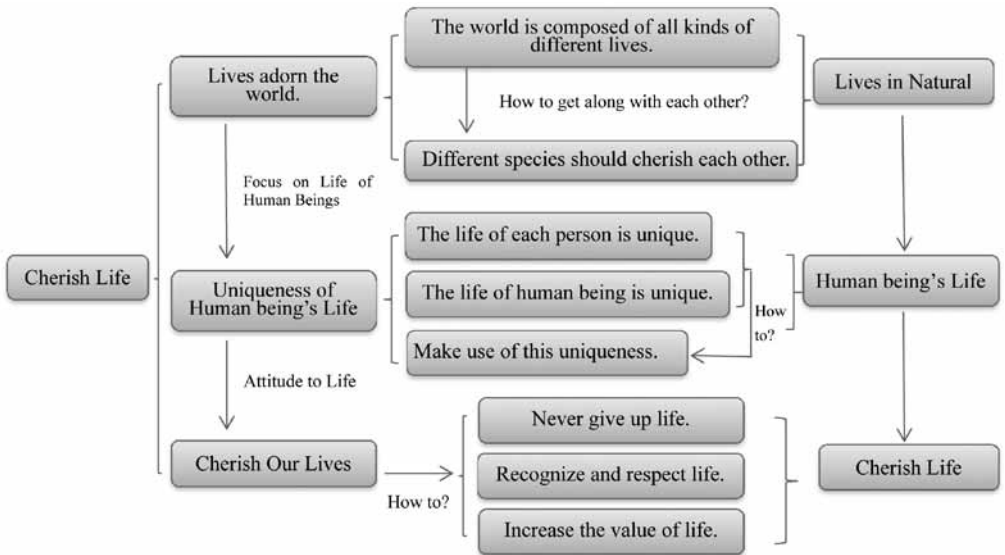 The world is composed of all kinds of
different lives.
Lives adorn the
world.
Lives in Natural
How to get along with each other?
Different species should cherish each other.
Focus on Life of
Human Beings
The life of each person is unique.
Cherish Life
Uniqueness of
Human being’s Life
The life of human being is unique.
Human being’s Life
How
to?
Make use of this uniqueness.
Attitude to Life
Never give up life.
Cherish Our Lives
Recognize and respect life.
Cherish Life
How to?
Increase the value of life.